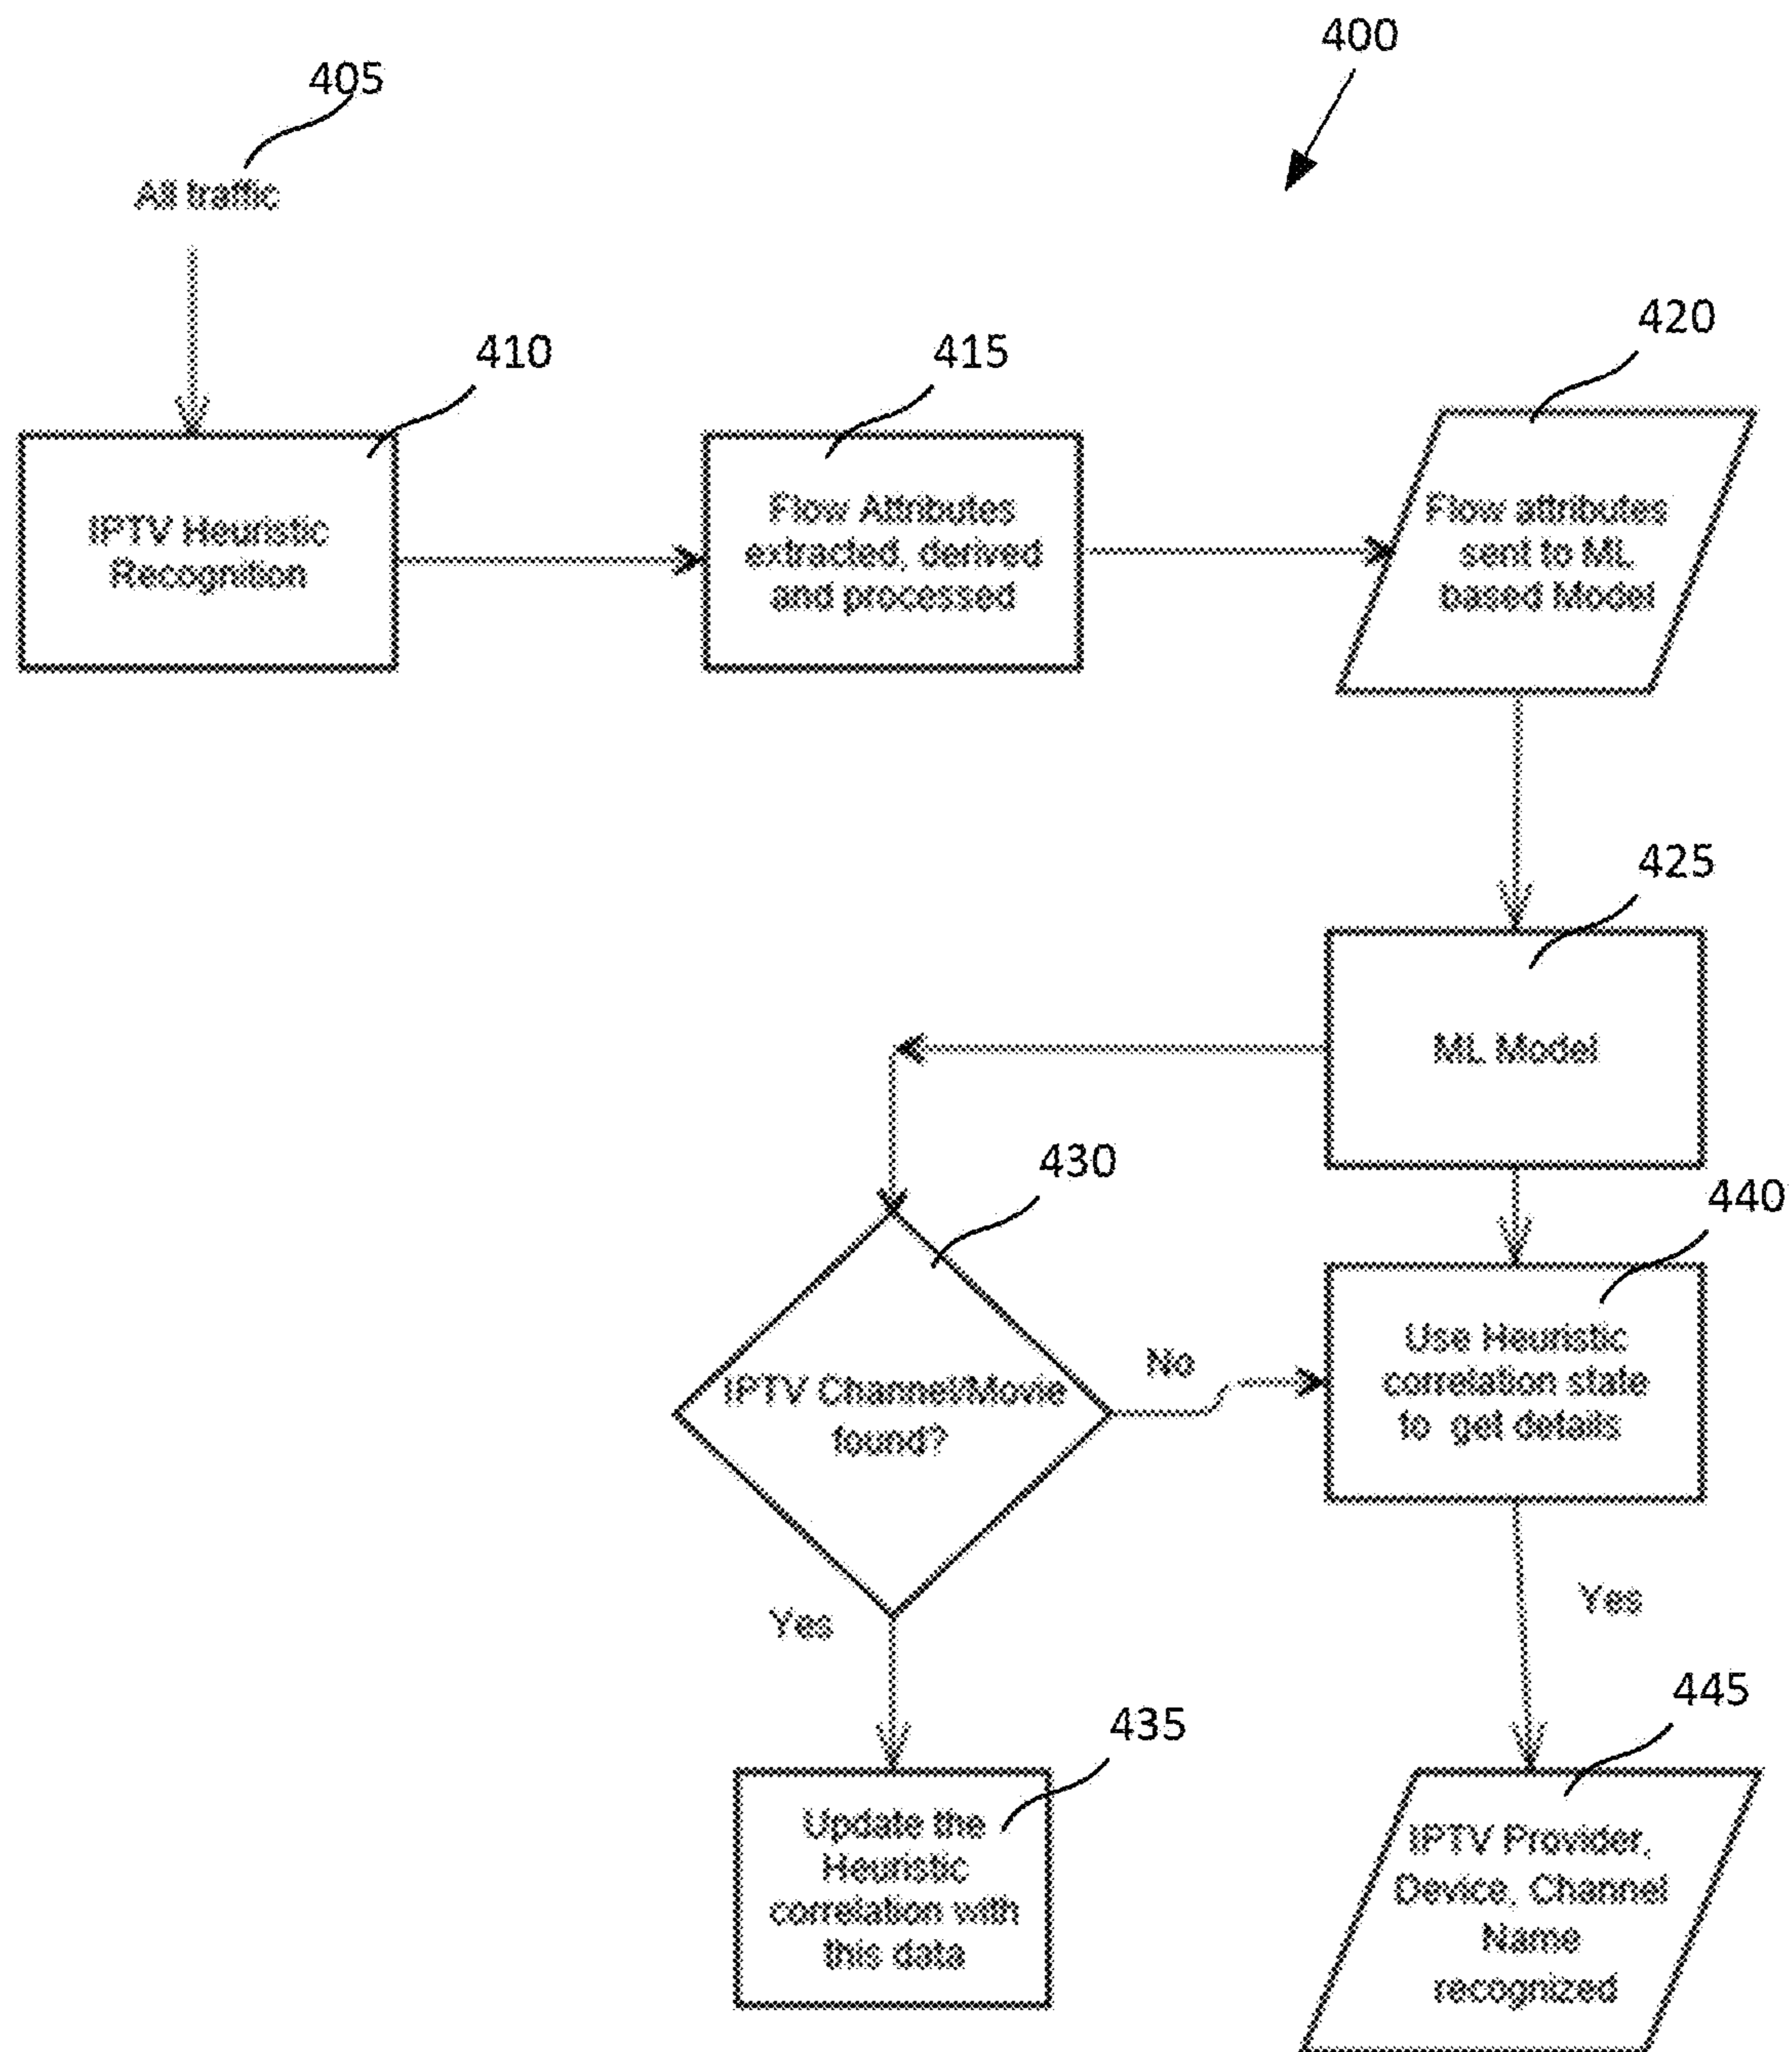 400
405
All traffic
410
IPTV Heuristic
Recognition
415
Flow Attributes
extracted, derived
and processed
420
Flow attributes
sent to ML
based Model
425
ML Model
430
IPTV Channel/Movie
found?
No
Yes
440
Use Heuristic
correlation state
to get details
Yes
435
Update the
Heuristic
correlation with
this data
445
IPTV Provider,
Device, Channel
Name
recognized